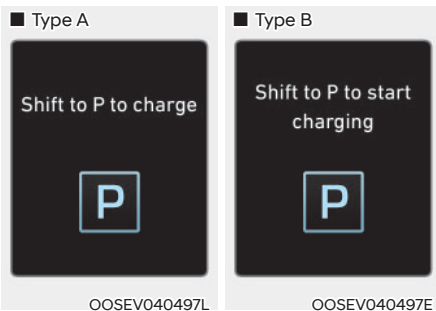 ■ Type A
Shift to P to charge
P
OOSEV040497L
■ Type B
Shift to P to start
charging
P
OOSEV040497E